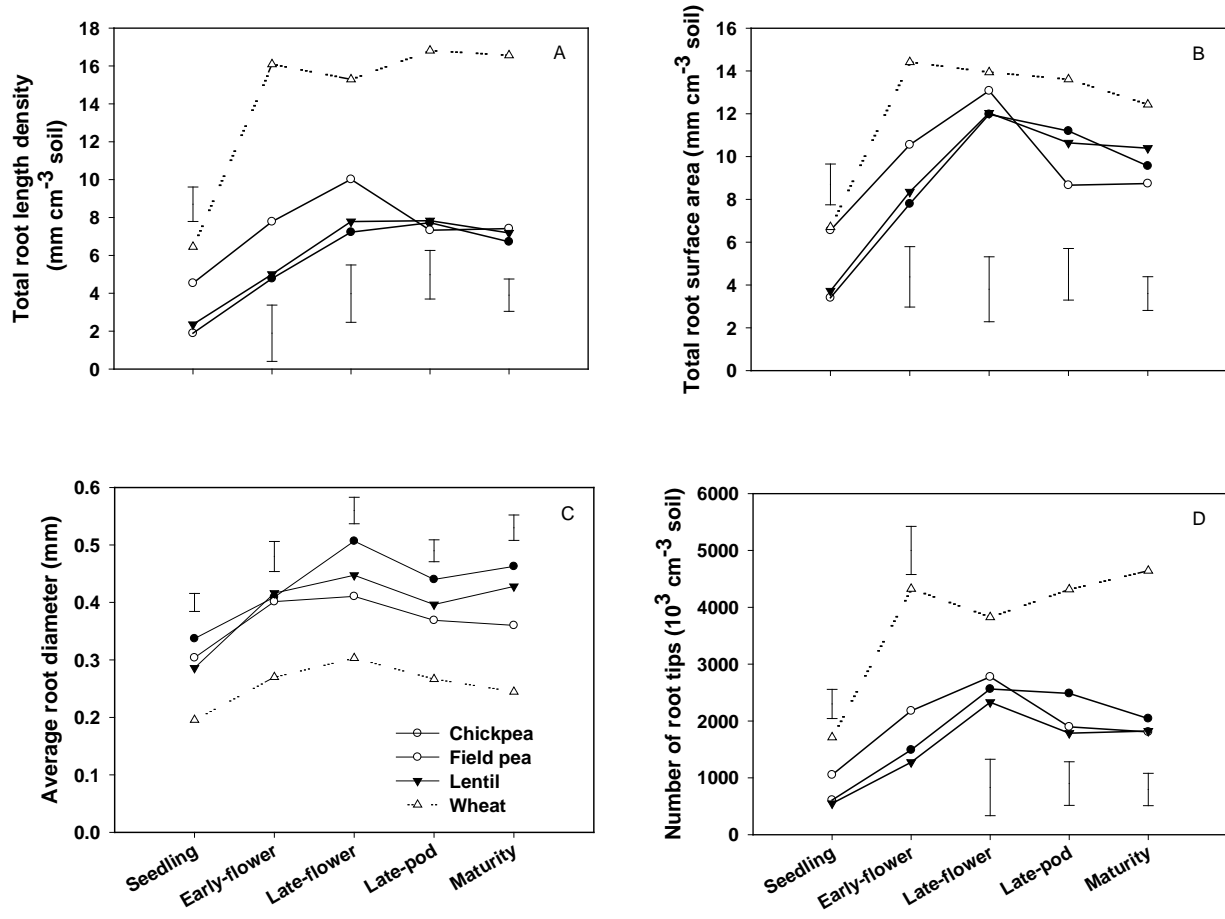 A
Total root length density
(mm cm⁻³ soil)
18
16
14
12
10
8
6
4
2
0
B
Total root surface area (mm cm⁻³ soil)
16
14
12
10
8
6
4
2
0
C
Average root diameter (mm)
0.6
0.5
0.4
0.3
0.2
0.1
0.0
Chickpea
Field pea
Lentil
Wheat
Seedling
Early-flower
Late-flower
Late-pod
Maturity
D
Number of root tips (10³ cm⁻³ soil)
6000
5000
4000
3000
2000
1000
0
Seedling
Early-flower
Late-flower
Late-pod
Maturity